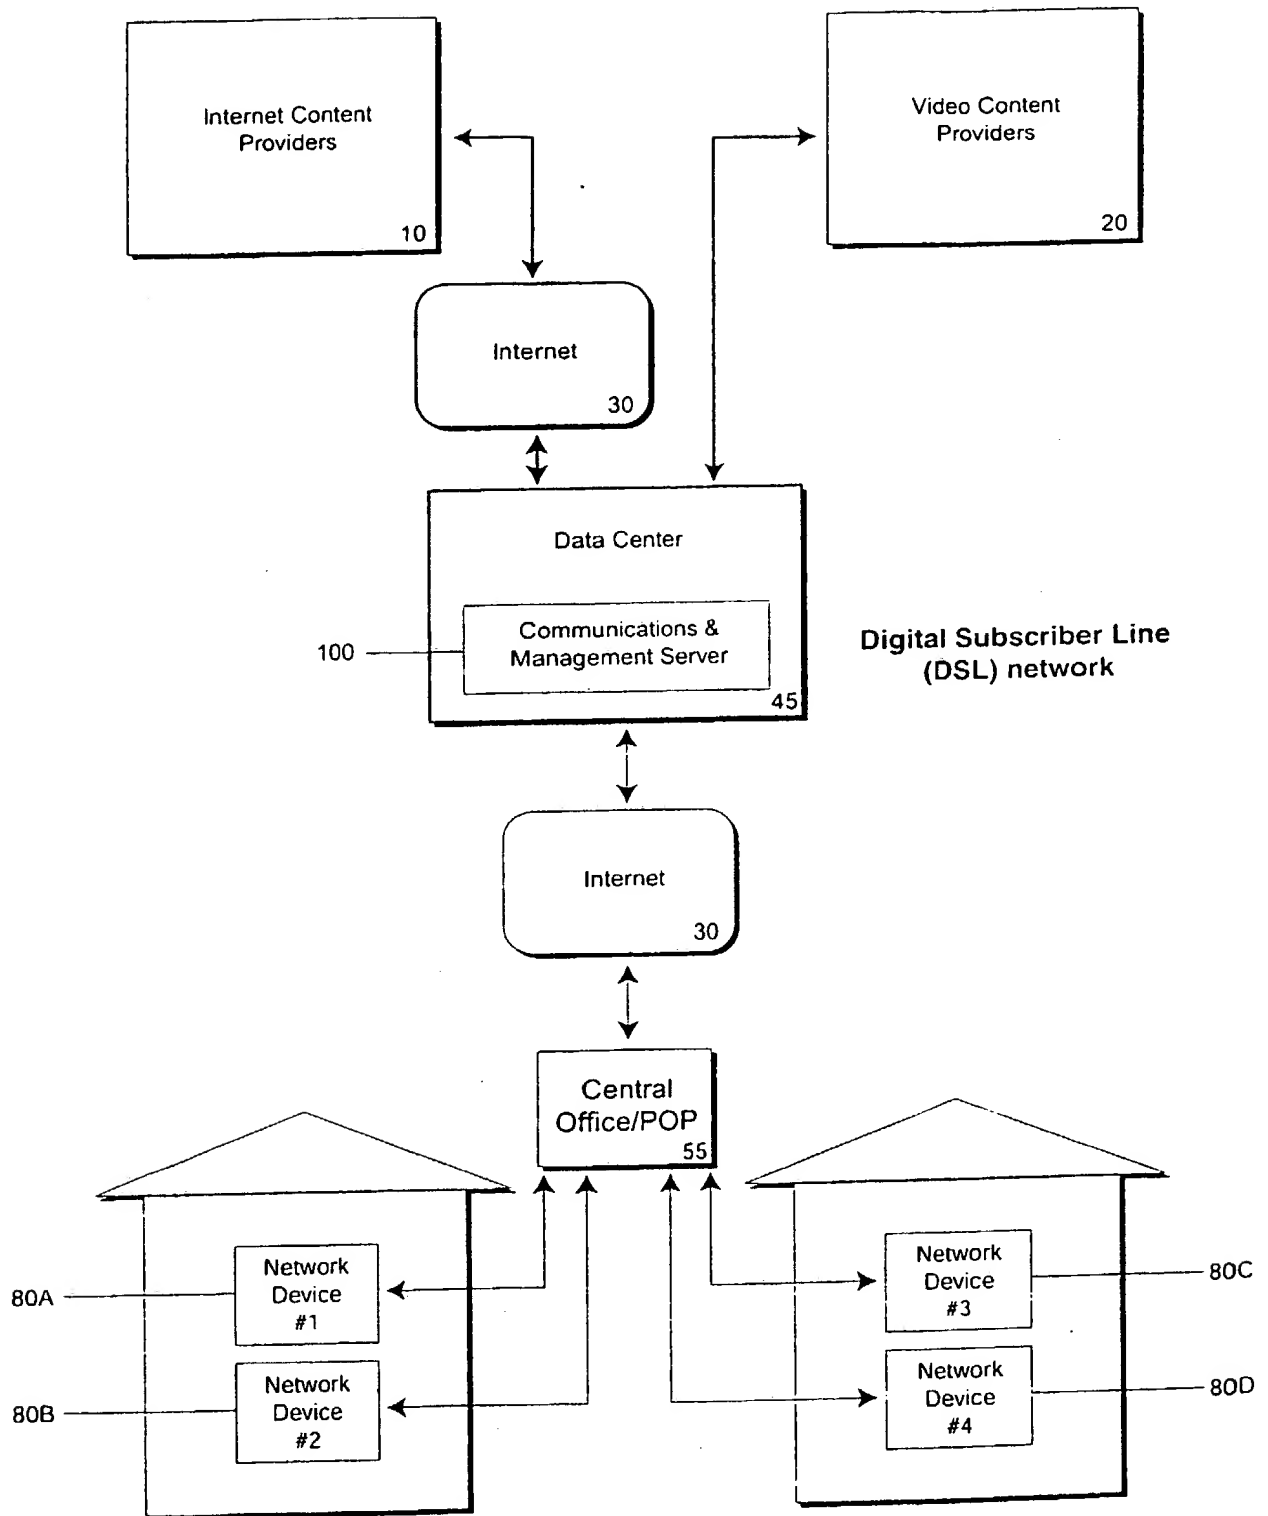 Internet Content
Providers
10
Video Content
Providers
20
Internet
30
Data Center
Communications &
Management Server
100
45
Digital Subscriber Line
(DSL) network
Internet
30
Central
Office/POP
55
Network
Device
#1
80A
Network
Device
#2
80B
Network
Device
#3
80C
Network
Device
#4
80D